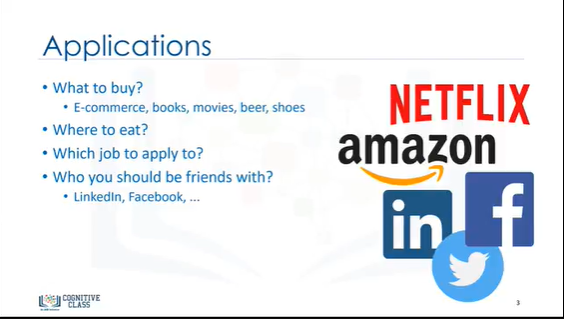 Applications
• What to buy?
• E-commerce, books, movies, beer, shoes
• Where to eat?
• Which job to apply to?
• Who you should be friends with?
• LinkedIn, Facebook, ...
NETFLIX
amazon
in
f
COGNITIVE
CLASS
3